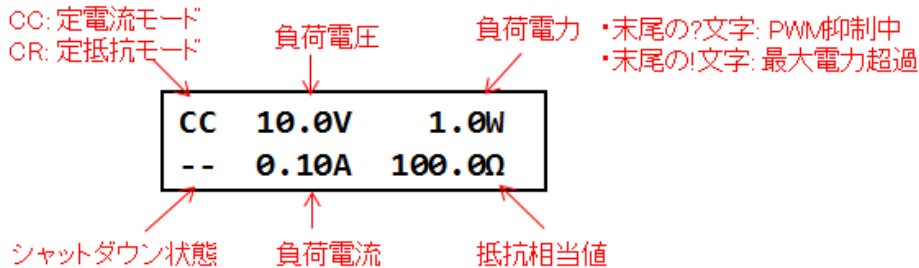 CC: 定電流モード
CR: 定抵抗モード
負荷電圧
負荷電力
・末尾の?文字: PWM抑制中
・末尾の!文字: 最大電力超過
CC 10.0V 1.0W
-- 0.10A 100.0Ω
シャットダウン状態
負荷電流
抵抗相当値